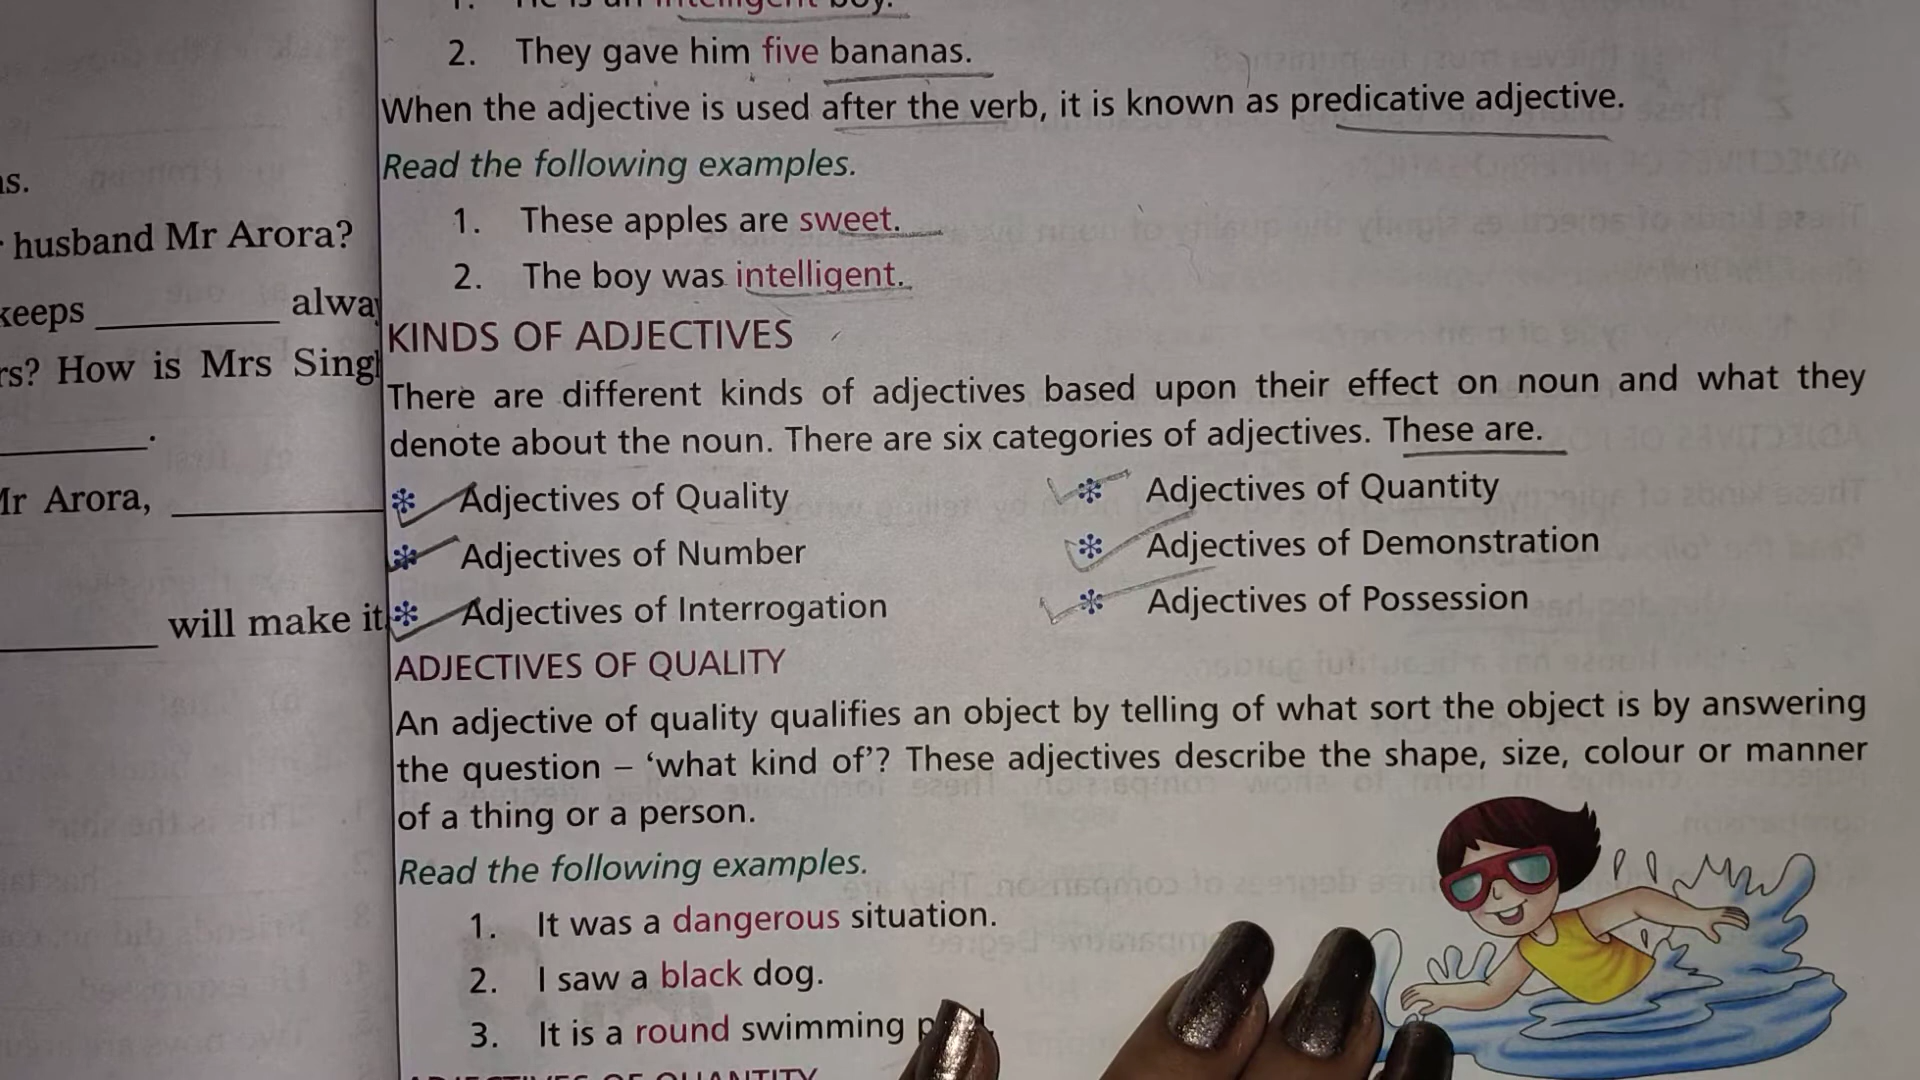 2. They gave him five bananas.
When the adjective is used after the verb, it is known as predicative adjective.
Read the following examples.
1. These apples are sweet.
2. The boy was intelligent.
KINDS OF ADJECTIVES
There are different kinds of adjectives based upon their effect on noun and what they
denote about the noun. There are six categories of adjectives. These are.
Adjectives of Quality
Adjectives of Quantity
Adjectives of Number
Adjectives of Demonstration
Adjectives of Interrogation
Adjectives of Possession
ADJECTIVES OF QUALITY
An adjective of quality qualifies an object by telling of what sort the object is by answering
the question – ‘what kind of’? These adjectives describe the shape, size, colour or manner
of a thing or a person.
Read the following examples.
1. It was a dangerous situation.
2. I saw a black dog.
3. It is a round swimming
husband Mr Arora?
keeps ________
? How is Mrs
________.
Mr Arora, ________
________ will make it